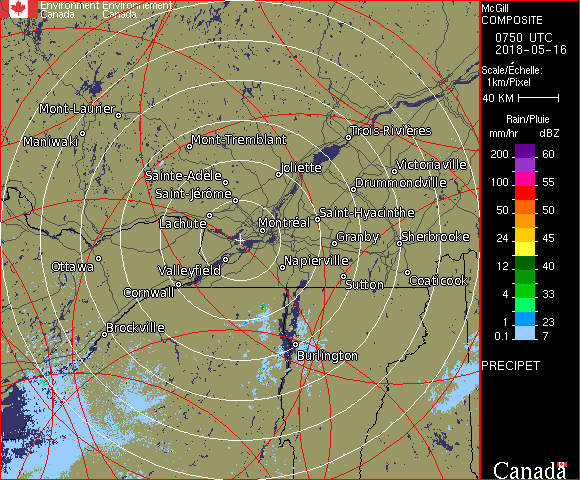 Environment Environnement
Canada Canada
McGill
COMPOSITE
0750 UTC
2018-05-16
Scale/Échelle:
1km/Pixel
40 KM
Rain/Pluie
mm/hr dBZ
200 60
100 55
50 50
24 45
12 40
4 33
1 23
0.1 7
PRECIPET
Canada
Mont-Laurier
Maniwaki
Mont-Tremblant
Trois-Rivières
Sainte-Adèle
Joliette
Victoriaville
Saint-Jérôme
Drummondville
Lachute
Montréal
Saint-Hyacinthe
Granby
Sherbrooke
Ottawa
Valleyfield
Napierville
Cornwall
Sutton
Coaticook
Brockville
Burlington